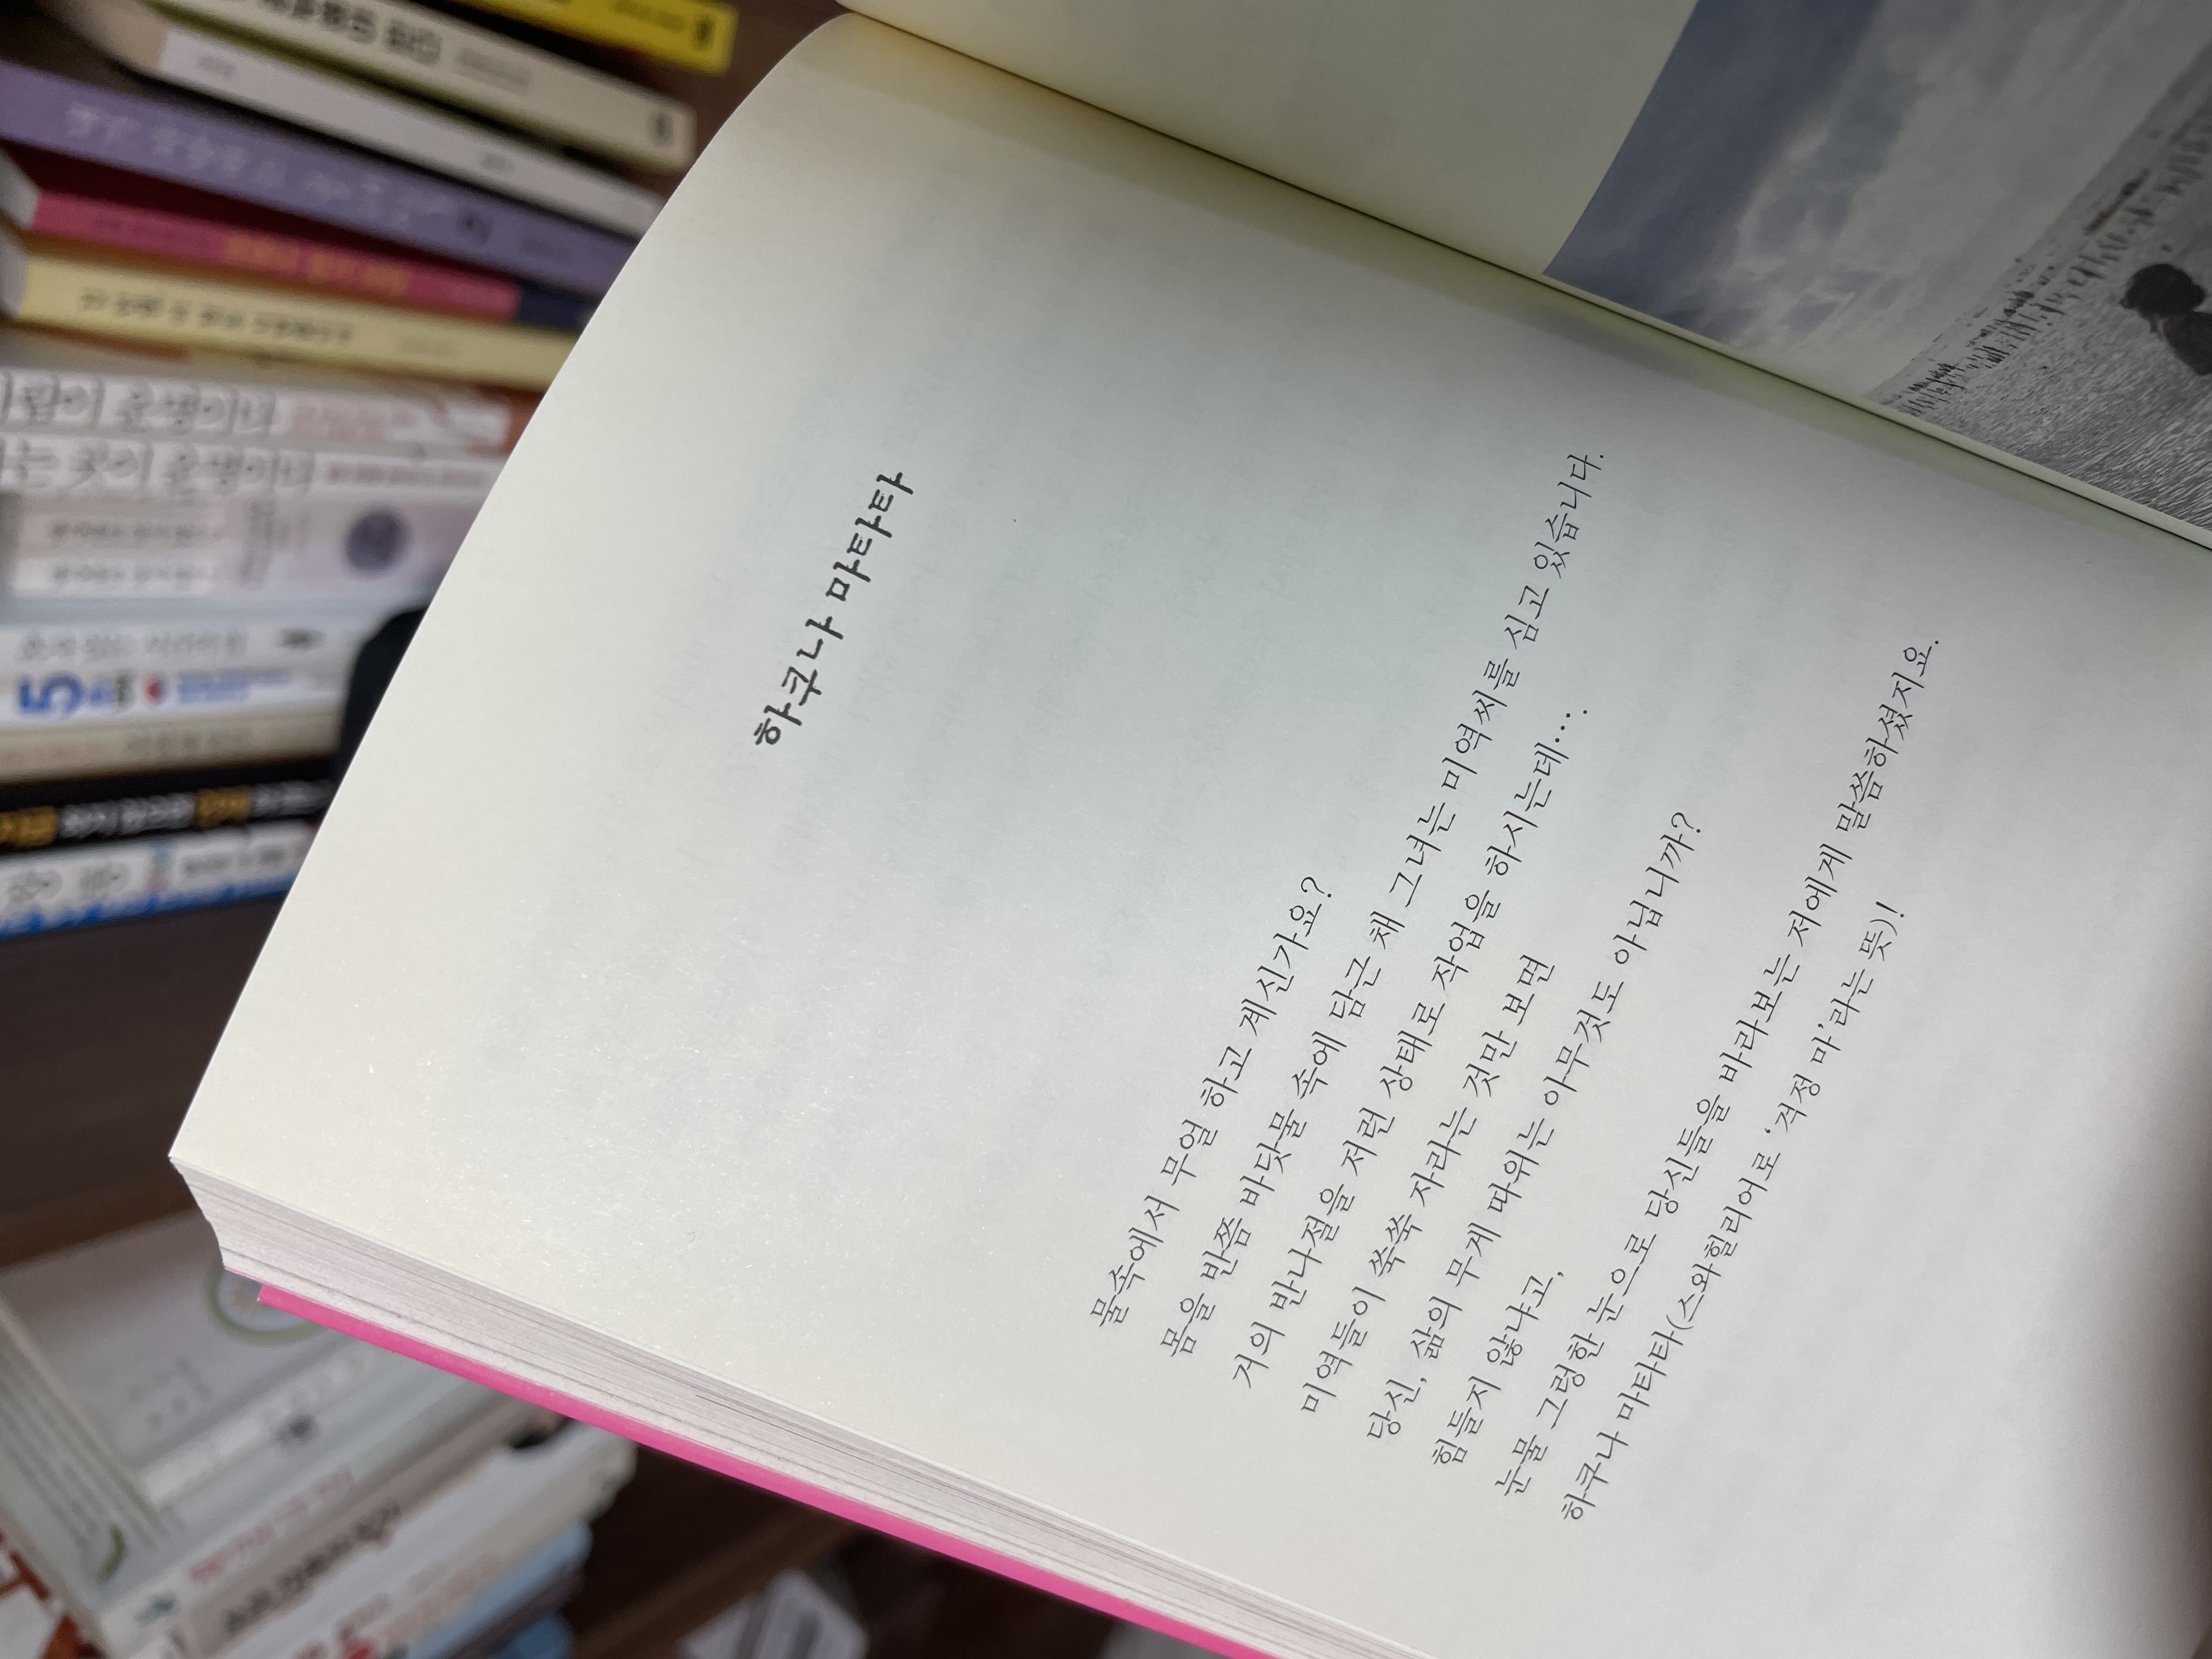 하쿠나 마타타
물속에서 무얼 하고 계신가요?
몸을 반쯤 바닷물 속에 담근 채 그녀는 미역씨를 심고 있습니다.
거의 반나절을 저런 상태로 작업을 하시는데….
미역들이 쑥쑥 자라는 것만 보면
당신, 삶의 무게 따위는 아무것도 아닙니까?
힘들지 않냐고,
눈물 그렁한 눈으로 당신들을 바라보는 저에게 말씀하셨지요.
하쿠나 마타타(스와힐리어로 ‘걱정 마’라는 뜻)!
5